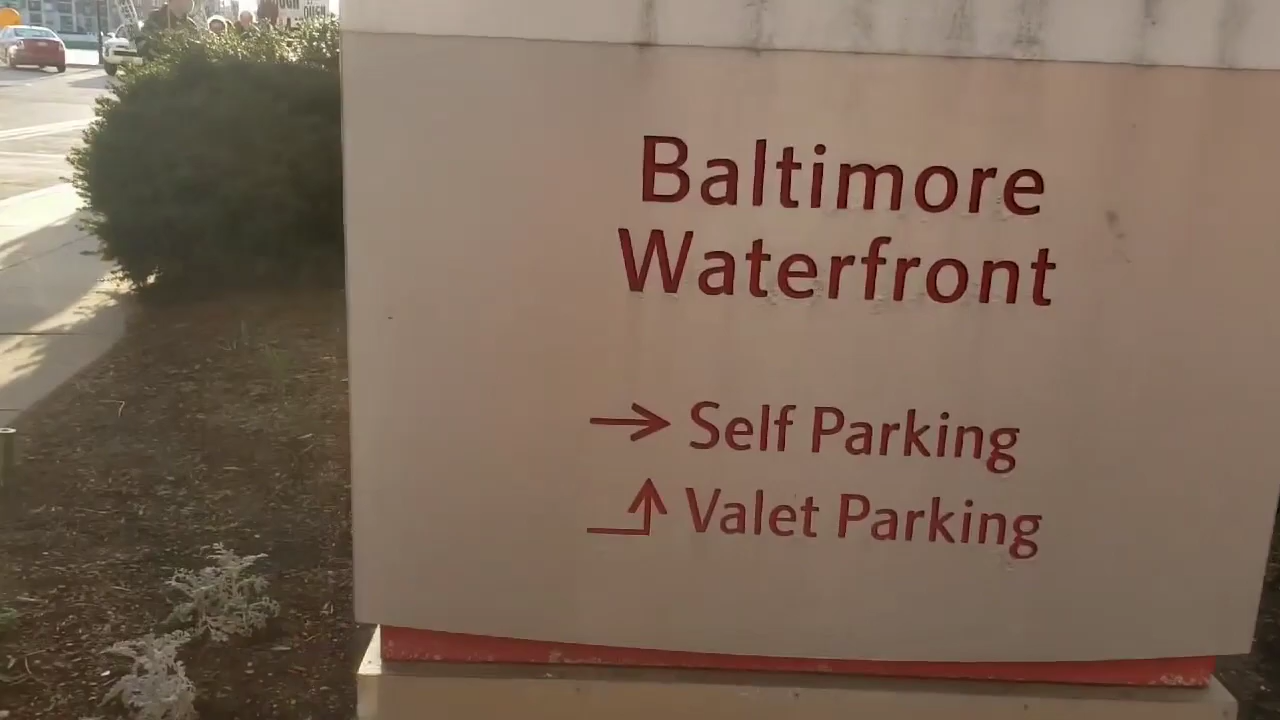 Baltimore
Waterfront
→ Self Parking
↱ Valet Parking